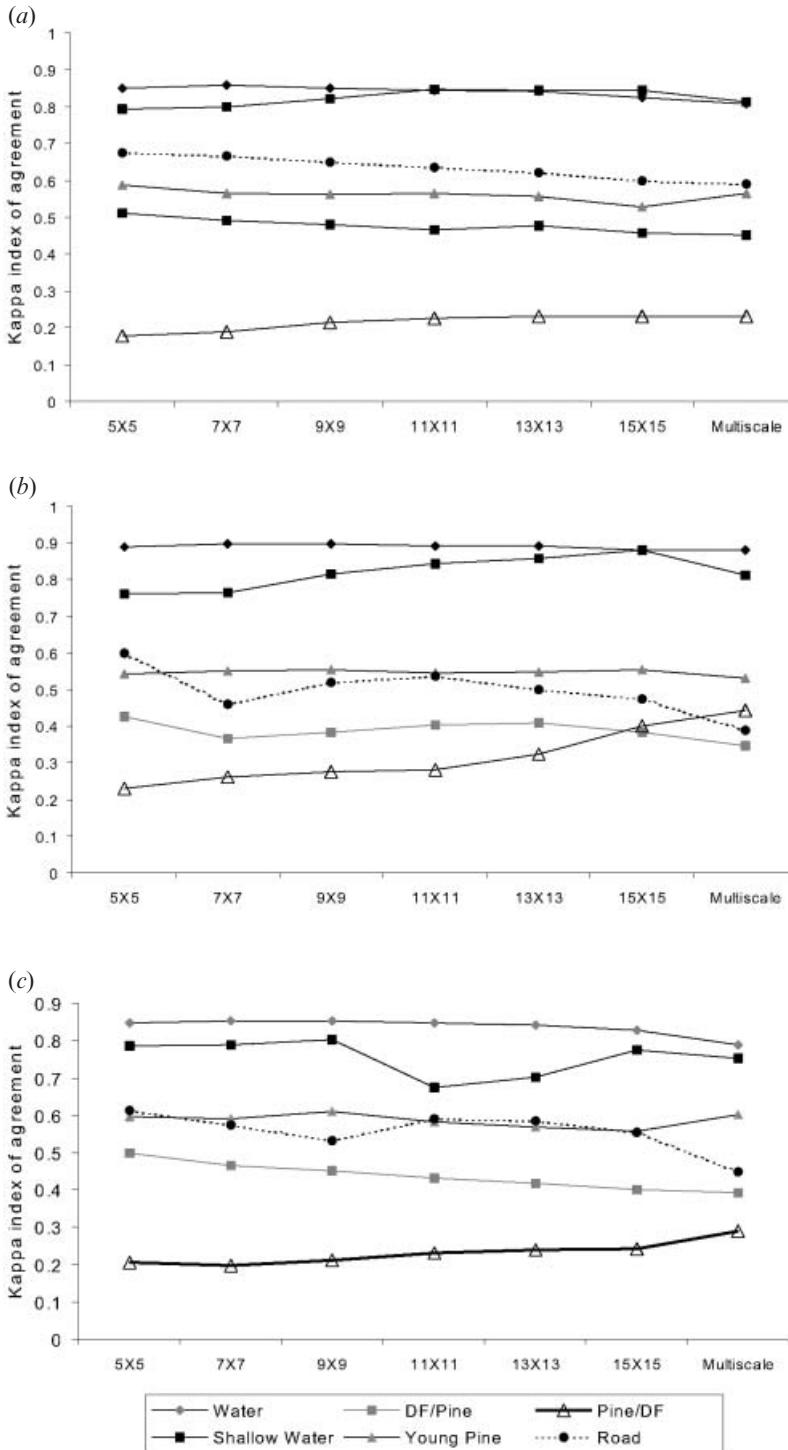 (a)
Kappa index of agreement
1
0.9
0.8
0.7
0.6
0.5
0.4
0.3
0.2
0.1
0
5X5 7X7 9X9 11X11 13X13 15X15 Multiscale
(b)
Kappa index of agreement
1
0.9
0.8
0.7
0.6
0.5
0.4
0.3
0.2
0.1
0
5X5 7X7 9X9 11X11 13X13 15X15 Multiscale
(c)
Kappa index of agreement
0.9
0.8
0.7
0.6
0.5
0.4
0.3
0.2
0.1
0
5X5 7X7 9X9 11X11 13X13 15X15 Multiscale
Water DF/Pine Pine/DF
Shallow Water Young Pine Road